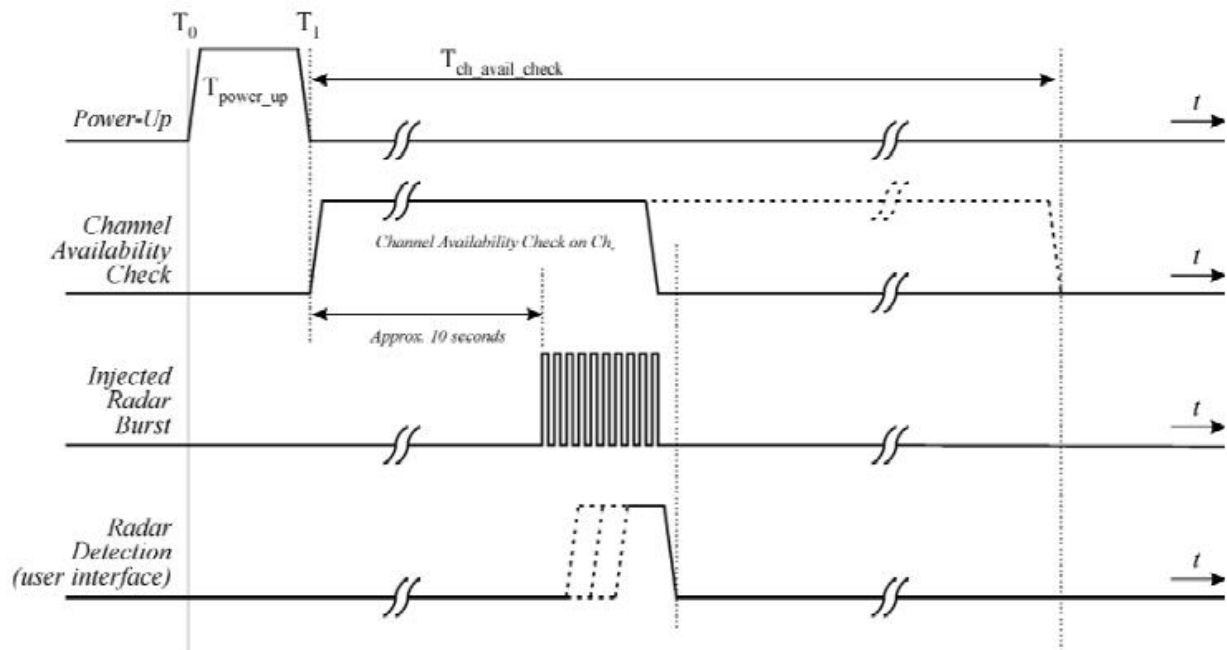 T0 T1
Tch_avail_check
Tpower_up
Power-Up
t
Channel
Availability
Check
Channel Availability Check on Chr
t
Approx. 10 seconds
Injected
Radar
Burst
t
Radar
Detection
(user interface)
t